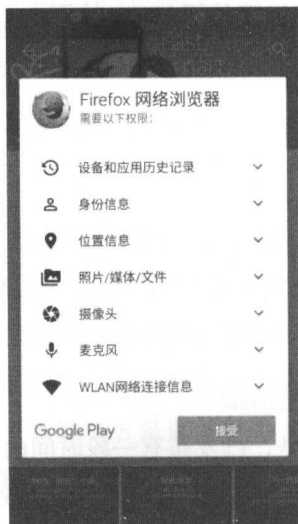 Firefox 网络浏览器
需要以下权限：
设备和应用历史记录
身份信息
位置信息
照片/媒体/文件
摄像头
麦克风
WLAN网络连接信息
Google Play
接受